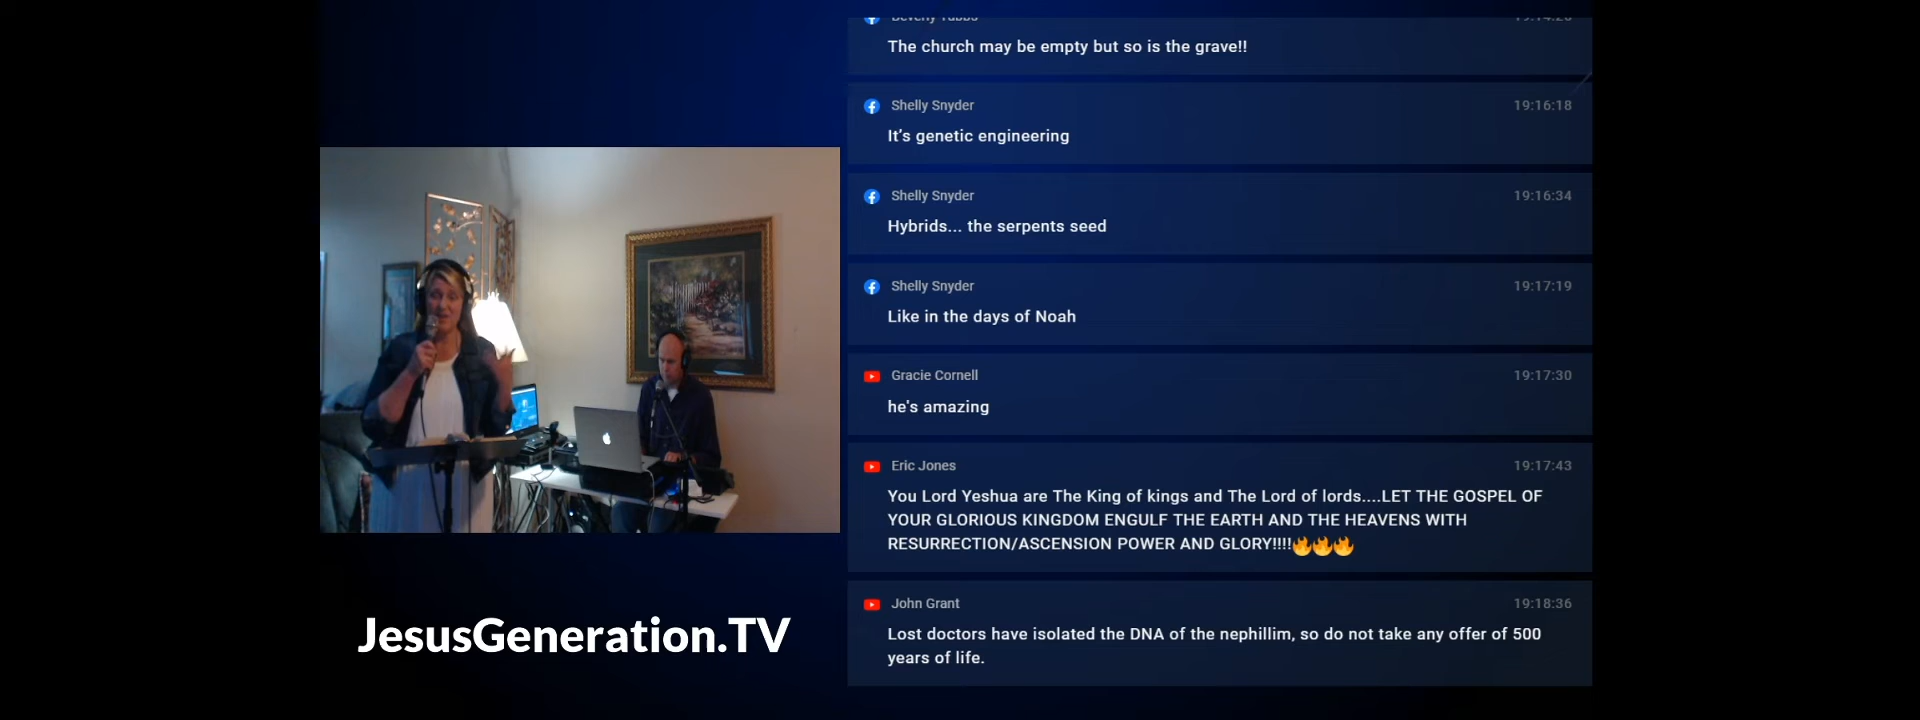 The church may be empty but so is the grave!!
Shelly Snyder 19:16:18
It's genetic engineering
Shelly Snyder 19:16:34
Hybrids... the serpents seed
Shelly Snyder 19:17:19
Like in the days of Noah
Gracie Cornell 19:17:30
he's amazing
Eric Jones 19:17:43
You Lord Yeshua are The King of kings and The Lord of lords....LET THE GOSPEL OF
YOUR GLORIOUS KINGDOM ENGULF THE EARTH AND THE HEAVENS WITH
RESURRECTION/ASCENSION POWER AND GLORY!!!!🔥🔥🔥
John Grant 19:18:36
Lost doctors have isolated the DNA of the nephillim, so do not take any offer of 500
years of life.
JesusGeneration.TV